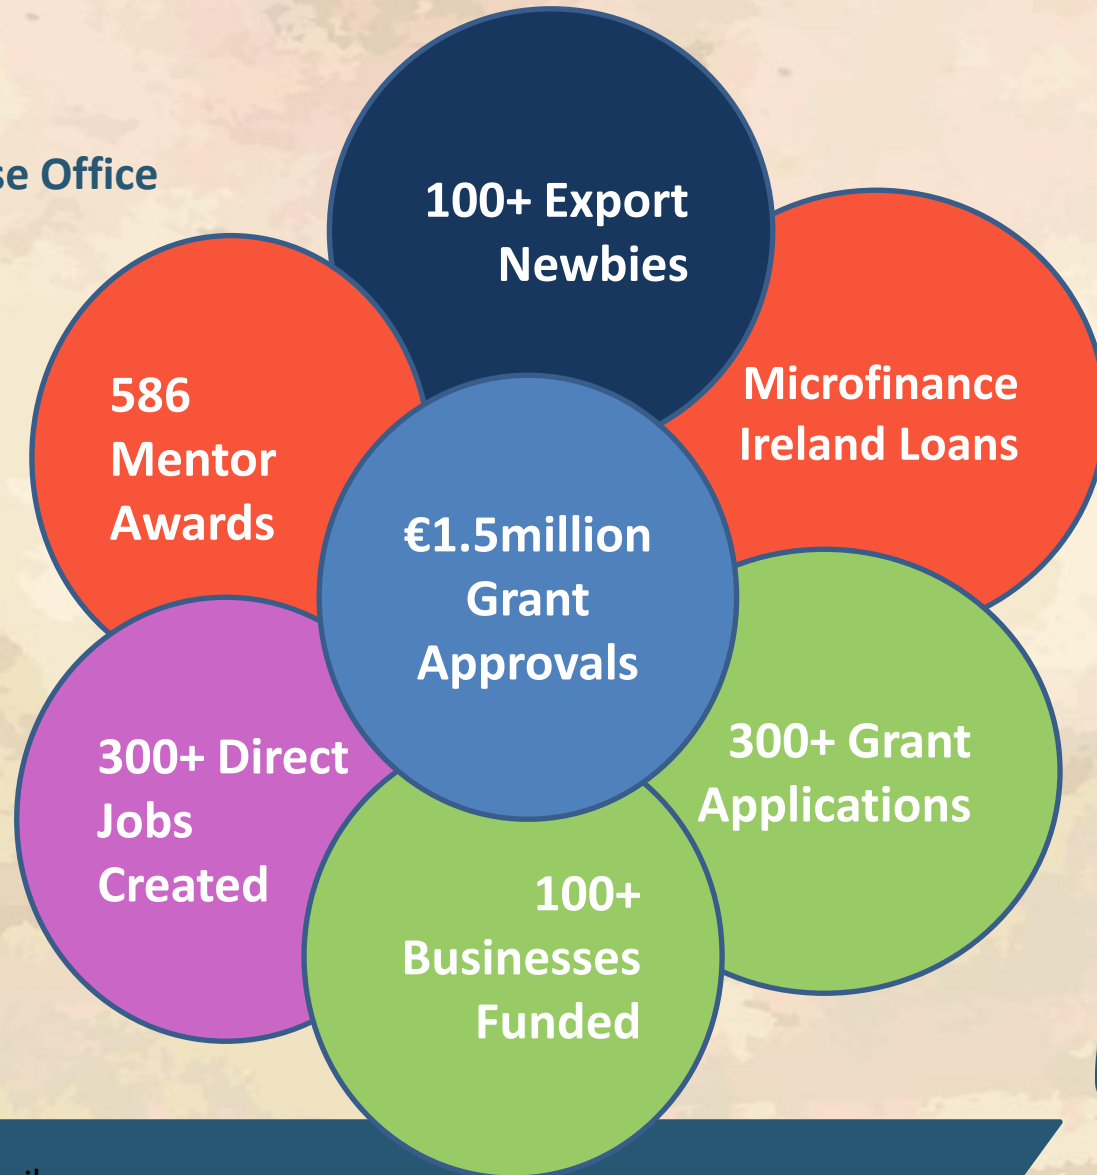 se Office
100+ Export
Newbies
586
Mentor
Awards
Microfinance
Ireland Loans
€1.5million
Grant
Approvals
300+ Direct
Jobs
Created
300+ Grant
Applications
100+
Businesses
Funded